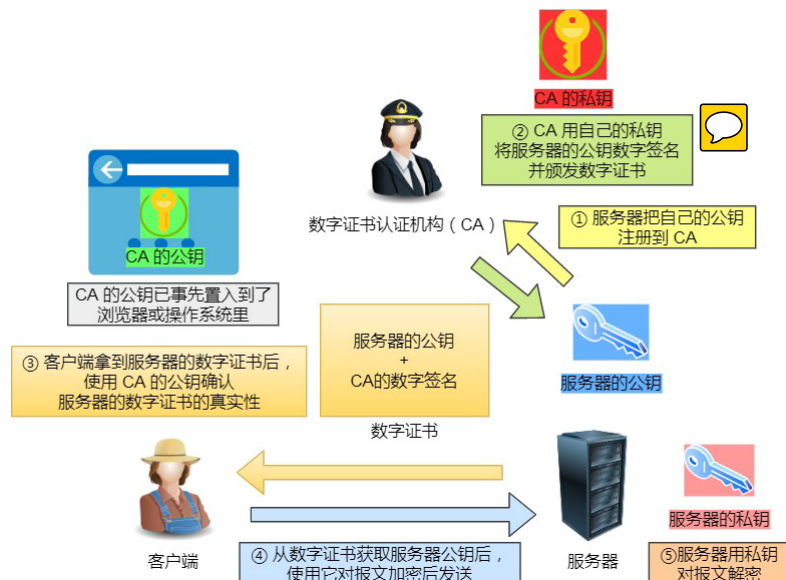 CA 的私钥
② CA 用自己的私钥
将服务器的公钥数字签名
并颁发数字证书
数字证书认证机构（CA）
① 服务器把自己的公钥
注册到 CA
CA 的公钥
CA 的公钥已事先置入到了
浏览器或操作系统里
③ 客户端拿到服务器的数字证书后，
使用 CA 的公钥确认
服务器的数字证书的真实性
服务器的公钥
+
CA的数字签名
数字证书
服务器的公钥
服务器的私钥
客户端
④ 从数字证书获取服务器公钥后，
使用它对报文加密后发送
服务器
⑤服务器用私钥
对报文解密